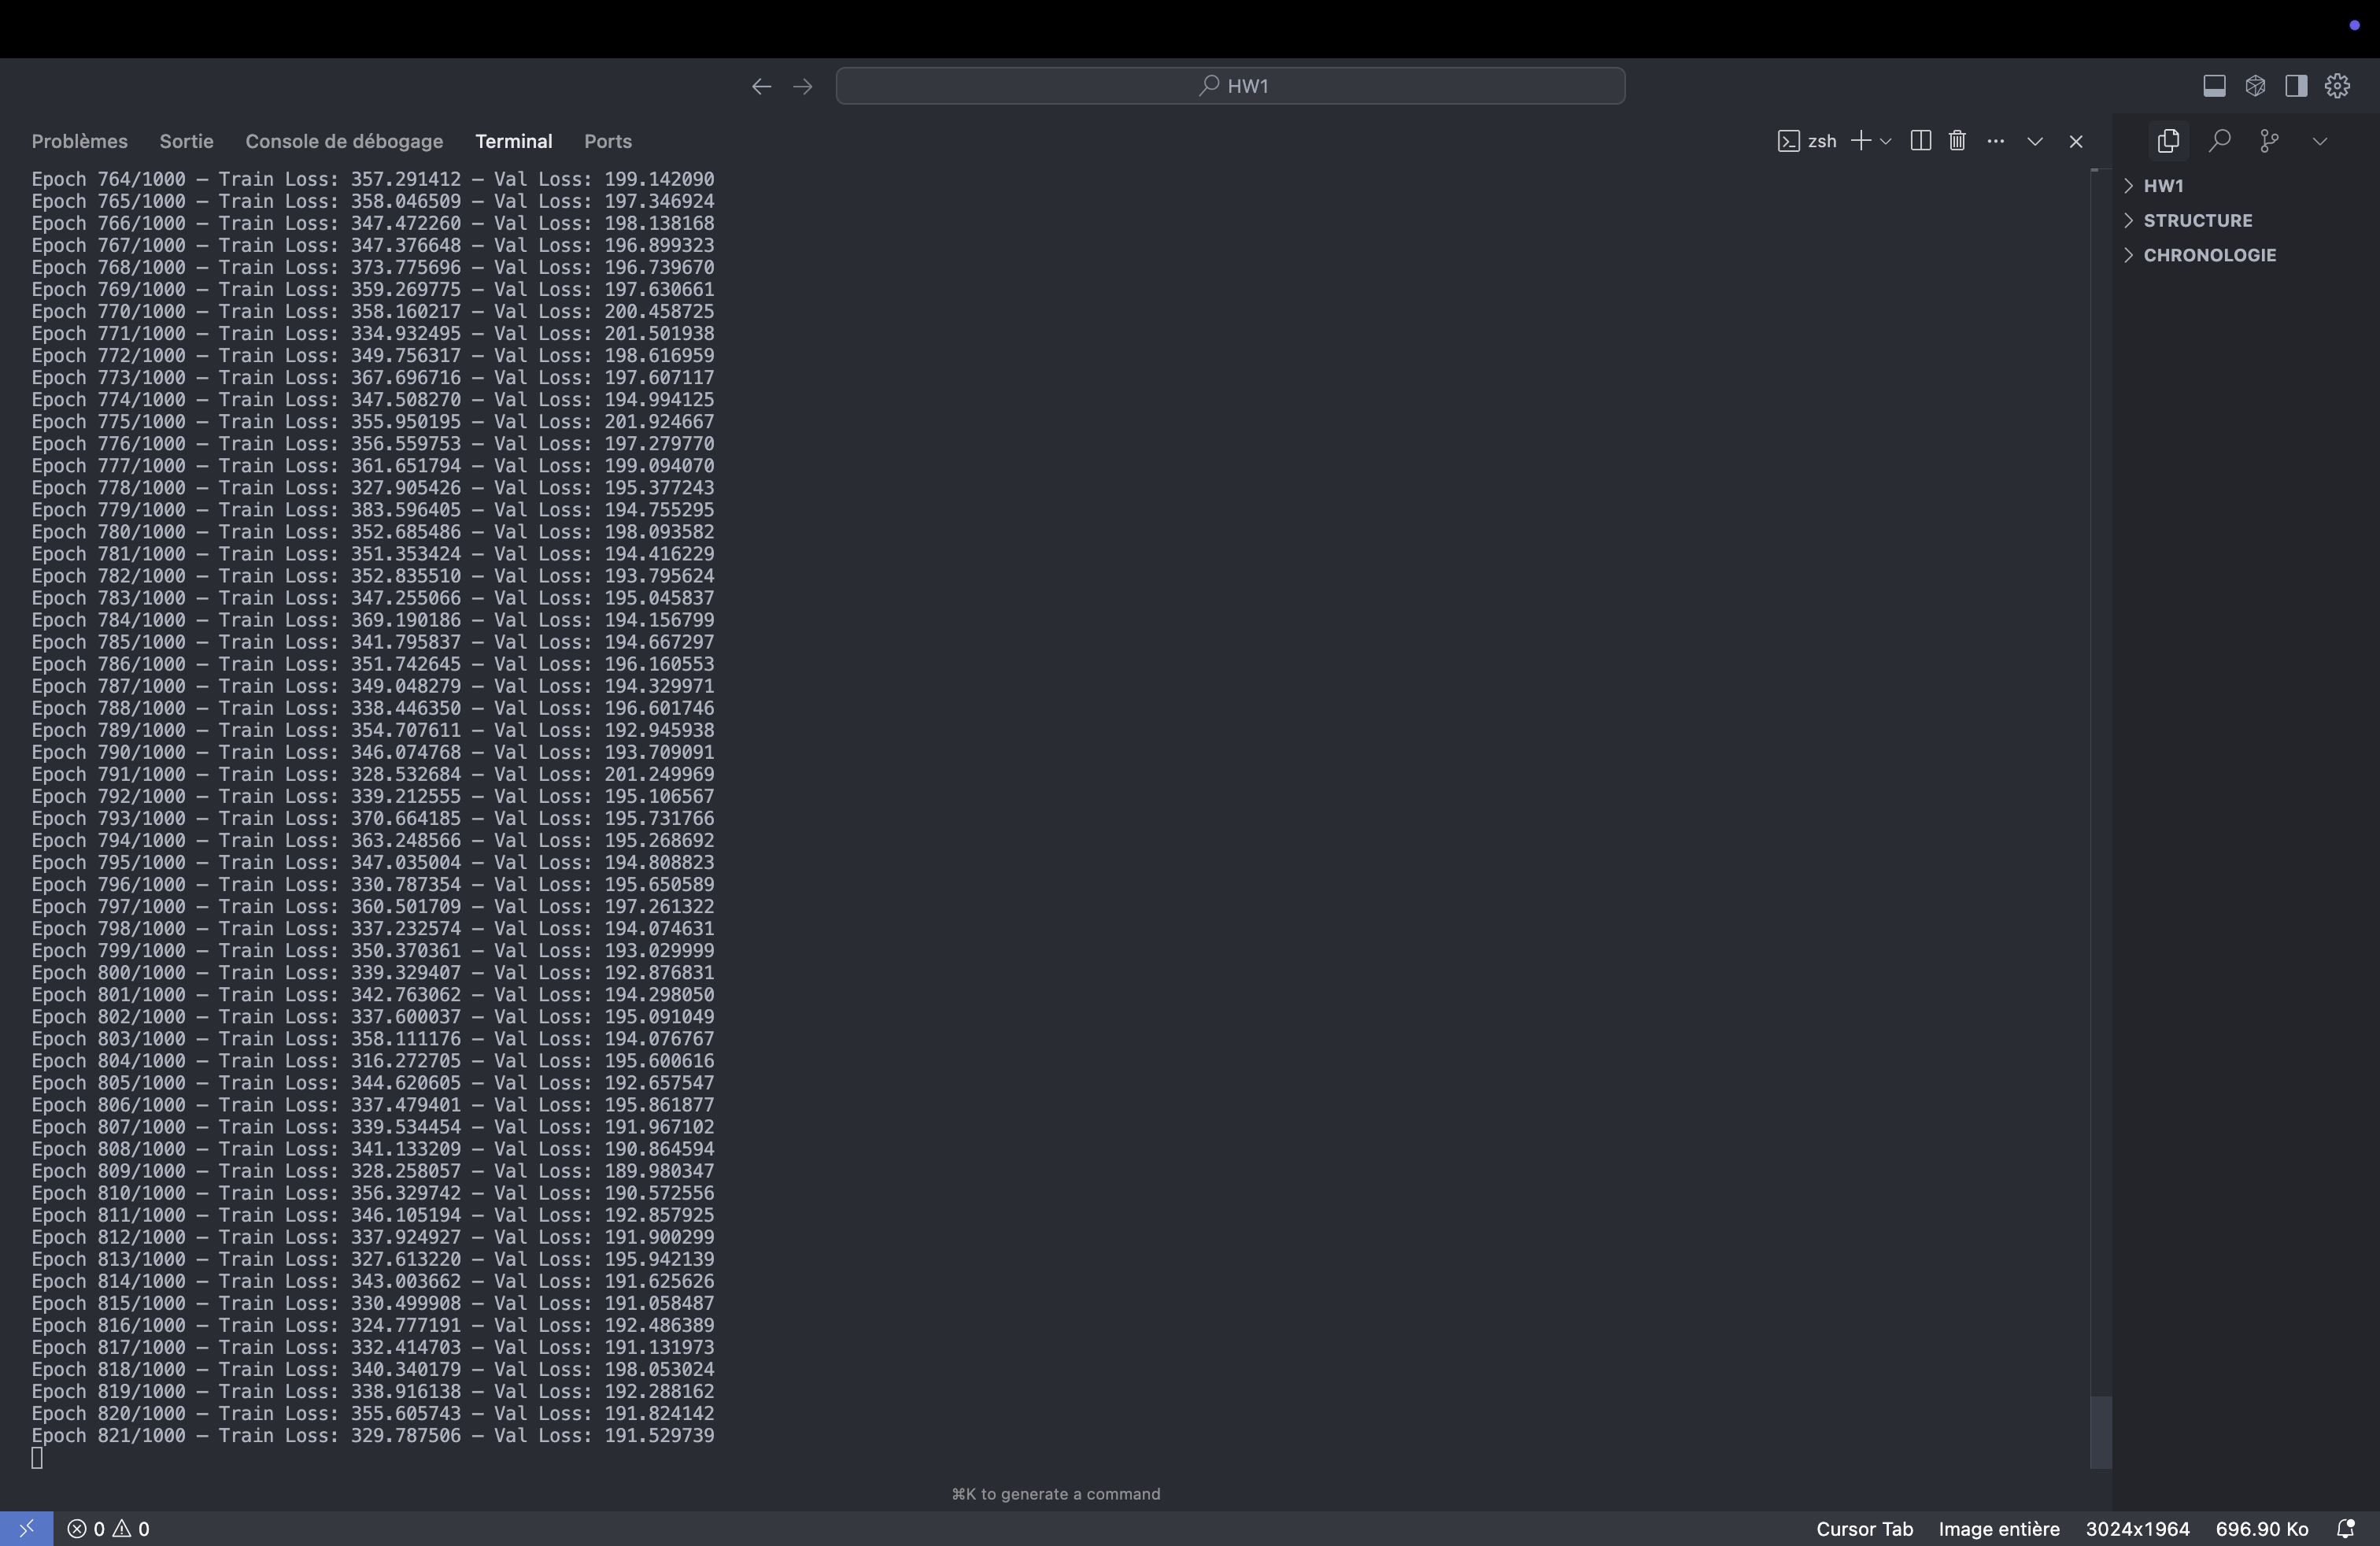 HW1
Problèmes Sortie Console de débogage Terminal Ports
zsh
Epoch 764/1000 — Train Loss: 357.291412 — Val Loss: 199.142090
Epoch 765/1000 — Train Loss: 358.046509 — Val Loss: 197.346924
Epoch 766/1000 — Train Loss: 347.472260 — Val Loss: 198.138168
Epoch 767/1000 — Train Loss: 347.376648 — Val Loss: 196.899323
Epoch 768/1000 — Train Loss: 373.775696 — Val Loss: 196.739670
Epoch 769/1000 — Train Loss: 359.269775 — Val Loss: 197.630661
Epoch 770/1000 — Train Loss: 358.160217 — Val Loss: 200.458725
Epoch 771/1000 — Train Loss: 334.932495 — Val Loss: 201.501938
Epoch 772/1000 — Train Loss: 349.756317 — Val Loss: 198.616959
Epoch 773/1000 — Train Loss: 367.696716 — Val Loss: 197.607117
Epoch 774/1000 — Train Loss: 347.508270 — Val Loss: 194.994125
Epoch 775/1000 — Train Loss: 355.950195 — Val Loss: 201.924667
Epoch 776/1000 — Train Loss: 356.559753 — Val Loss: 197.279770
Epoch 777/1000 — Train Loss: 361.651794 — Val Loss: 199.094070
Epoch 778/1000 — Train Loss: 327.905426 — Val Loss: 195.377243
Epoch 779/1000 — Train Loss: 383.596405 — Val Loss: 194.755295
Epoch 780/1000 — Train Loss: 352.685486 — Val Loss: 198.093582
Epoch 781/1000 — Train Loss: 351.353424 — Val Loss: 194.416229
Epoch 782/1000 — Train Loss: 352.835510 — Val Loss: 193.795624
Epoch 783/1000 — Train Loss: 347.255066 — Val Loss: 195.045837
Epoch 784/1000 — Train Loss: 369.190186 — Val Loss: 194.156799
Epoch 785/1000 — Train Loss: 341.795837 — Val Loss: 194.667297
Epoch 786/1000 — Train Loss: 351.742645 — Val Loss: 196.160553
Epoch 787/1000 — Train Loss: 349.048279 — Val Loss: 194.329971
Epoch 788/1000 — Train Loss: 338.446350 — Val Loss: 196.601746
Epoch 789/1000 — Train Loss: 354.707611 — Val Loss: 192.945938
Epoch 790/1000 — Train Loss: 346.074768 — Val Loss: 193.709091
Epoch 791/1000 — Train Loss: 328.532684 — Val Loss: 201.249969
Epoch 792/1000 — Train Loss: 339.212555 — Val Loss: 195.106567
Epoch 793/1000 — Train Loss: 370.664185 — Val Loss: 195.731766
Epoch 794/1000 — Train Loss: 363.248566 — Val Loss: 195.268692
Epoch 795/1000 — Train Loss: 347.035004 — Val Loss: 194.808823
Epoch 796/1000 — Train Loss: 330.787354 — Val Loss: 195.650589
Epoch 797/1000 — Train Loss: 360.501709 — Val Loss: 197.261322
Epoch 798/1000 — Train Loss: 337.232574 — Val Loss: 194.074631
Epoch 799/1000 — Train Loss: 350.370361 — Val Loss: 193.029999
Epoch 800/1000 — Train Loss: 339.329407 — Val Loss: 192.876831
Epoch 801/1000 — Train Loss: 342.763062 — Val Loss: 194.298050
Epoch 802/1000 — Train Loss: 337.600037 — Val Loss: 195.091049
Epoch 803/1000 — Train Loss: 358.111176 — Val Loss: 194.076767
Epoch 804/1000 — Train Loss: 316.272705 — Val Loss: 195.600616
Epoch 805/1000 — Train Loss: 344.620605 — Val Loss: 192.657547
Epoch 806/1000 — Train Loss: 337.479401 — Val Loss: 195.861877
Epoch 807/1000 — Train Loss: 339.534454 — Val Loss: 191.967102
Epoch 808/1000 — Train Loss: 341.133209 — Val Loss: 190.864594
Epoch 809/1000 — Train Loss: 328.258057 — Val Loss: 189.980347
Epoch 810/1000 — Train Loss: 356.329742 — Val Loss: 190.572556
Epoch 811/1000 — Train Loss: 346.105194 — Val Loss: 192.857925
Epoch 812/1000 — Train Loss: 337.924927 — Val Loss: 191.900299
Epoch 813/1000 — Train Loss: 327.613220 — Val Loss: 195.942139
Epoch 814/1000 — Train Loss: 343.003662 — Val Loss: 191.625626
Epoch 815/1000 — Train Loss: 330.499908 — Val Loss: 191.058487
Epoch 816/1000 — Train Loss: 324.777191 — Val Loss: 192.486389
Epoch 817/1000 — Train Loss: 332.414703 — Val Loss: 191.131973
Epoch 818/1000 — Train Loss: 340.340179 — Val Loss: 198.053024
Epoch 819/1000 — Train Loss: 338.916138 — Val Loss: 192.288162
Epoch 820/1000 — Train Loss: 355.605743 — Val Loss: 191.824142
Epoch 821/1000 — Train Loss: 329.787506 — Val Loss: 191.529739
⌘K to generate a command
HW1
STRUCTURE
CHRONOLOGIE
0 0
Cursor Tab Image entière 3024x1964 696.90 Ko